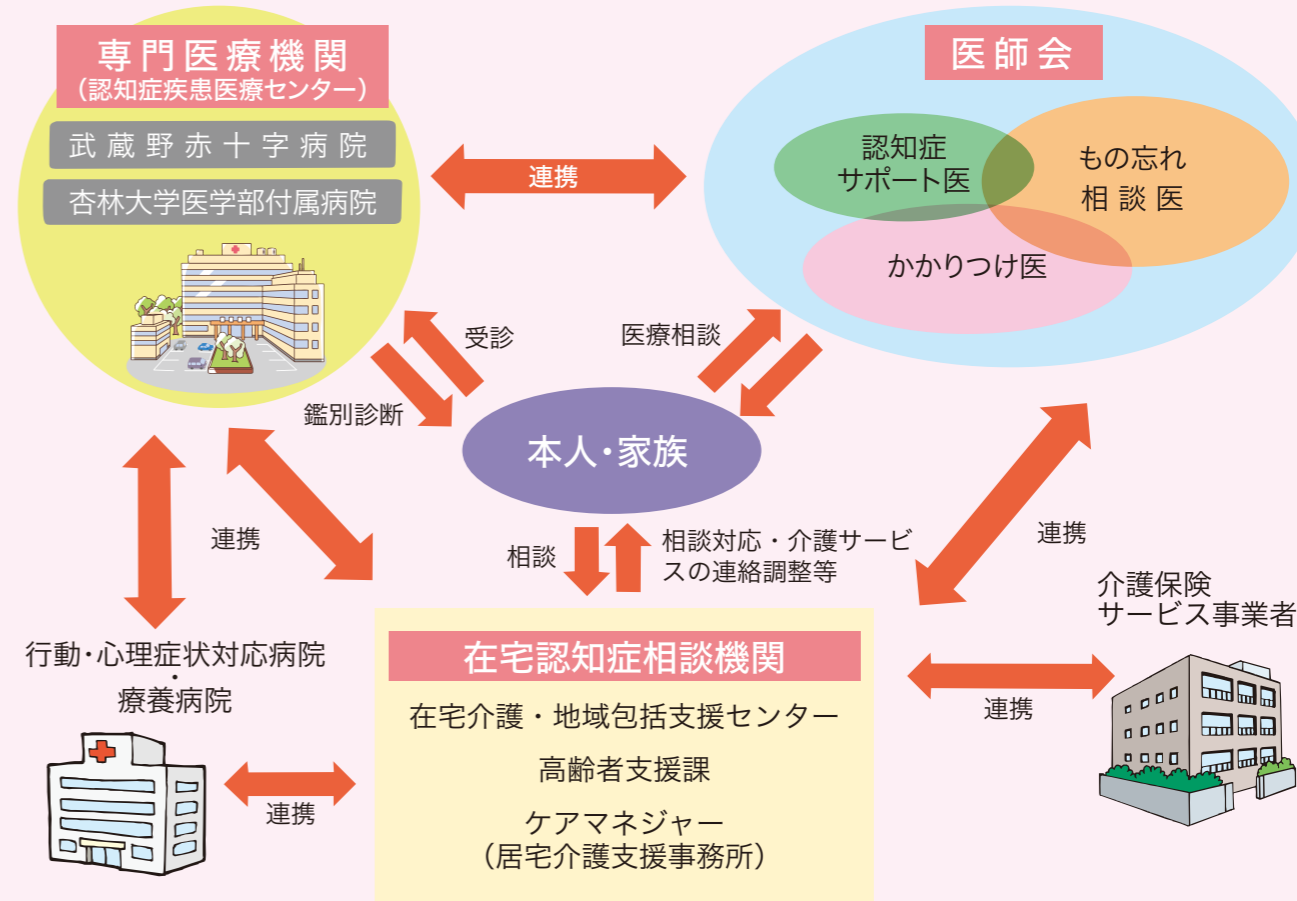 専門医療機関
（認知症疾患医療センター）
武蔵野赤十字病院
杏林大学医学部付属病院
連携
医師会
認知症
サポート医
もの忘れ
相談医
かかりつけ医
受診
鑑別診断
医療相談
本人・家族
連携
相談
相談対応・介護サービ
スの連絡調整等
連携
行動・心理症状対応病院
・
療養病院
連携
在宅認知症相談機関
在宅介護・地域包括支援センター
高齢者支援課
ケアマネジャー
（居宅介護支援事務所）
連携
介護保険
サービス事業者